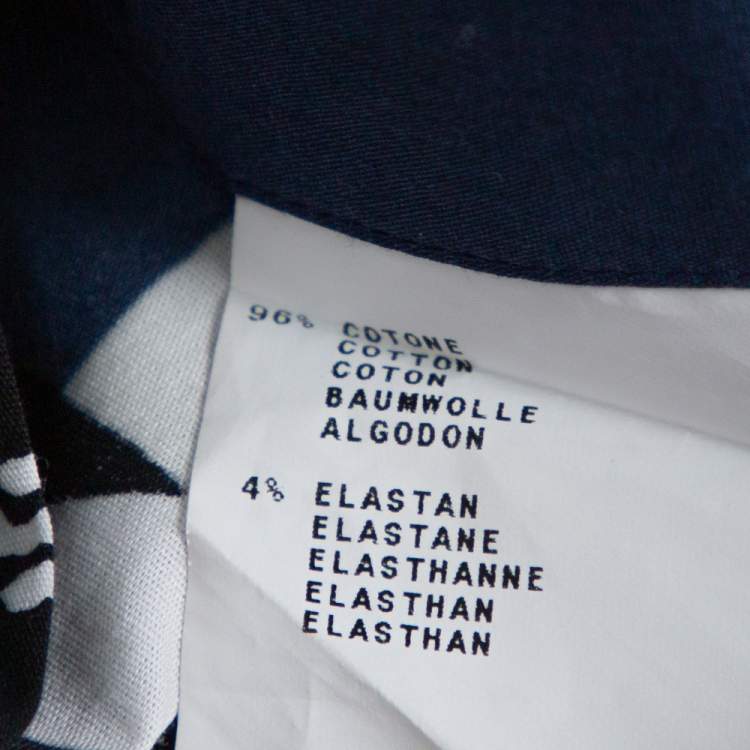 96% COTONE
COTTON
COTON
BAUMWOLLE
ALGODON
4% ELASTAN
ELASTANE
ELASTHANNE
ELASTHAN
ELASTHAN